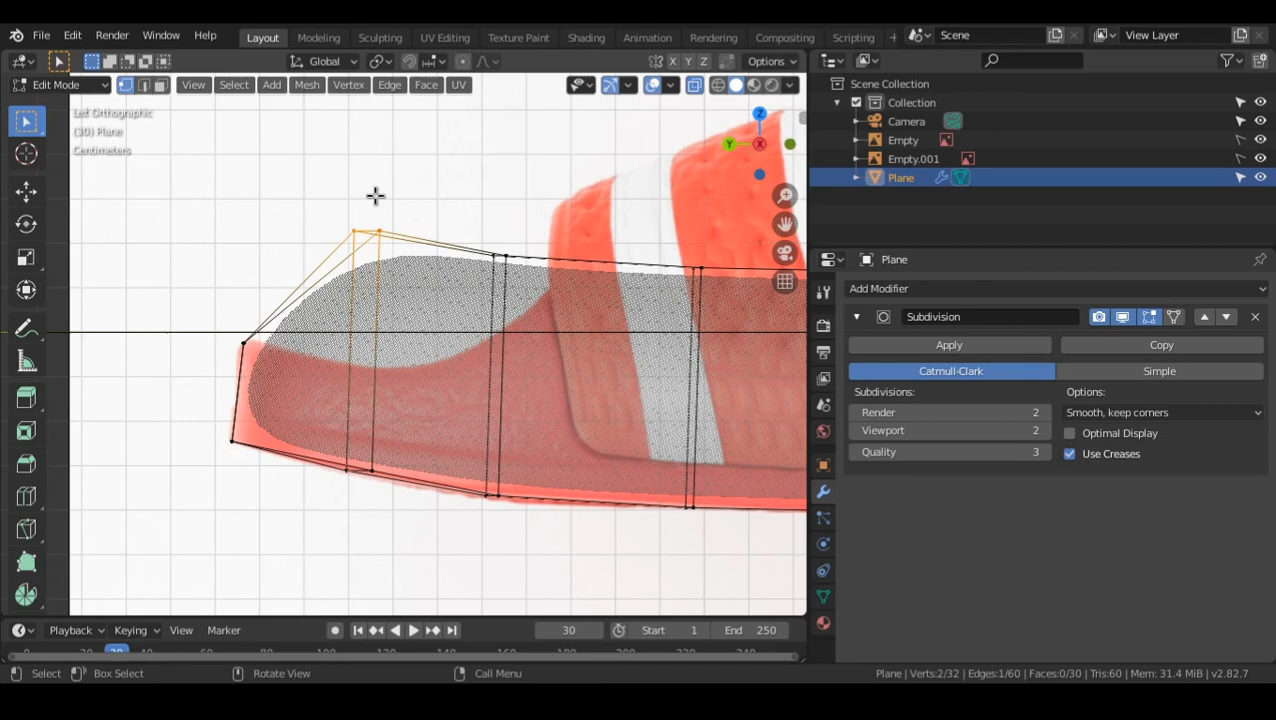 File Edit Render Window Help Layout Modeling Sculpting UV Editing Texture Paint Shading Animation Rendering Compositing Scripting + Scene View Layer
Global X Y Z Options
Edit Mode View Select Add Mesh Vertex Edge Face UV
Left Orthographic
(30) Plane
Centimeters
Z
Y X
Scene Collection
Collection
Camera
Empty
Empty.001
Plane
Plane
Add Modifier
Subdivision
Apply Copy
Catmull-Clark Simple
Subdivisions: Options:
Render 2 Smooth, keep corners
Viewport 2 Optimal Display
Quality 3 Use Creases
Playback Keying View Marker 30 Start 1 End 250
30
Select Box Select Rotate View Call Menu Plane | Verts:2/32 | Edges:1/60 | Faces:0/30 | Tris:60 | Mem: 31.4 MiB | v2.82.7